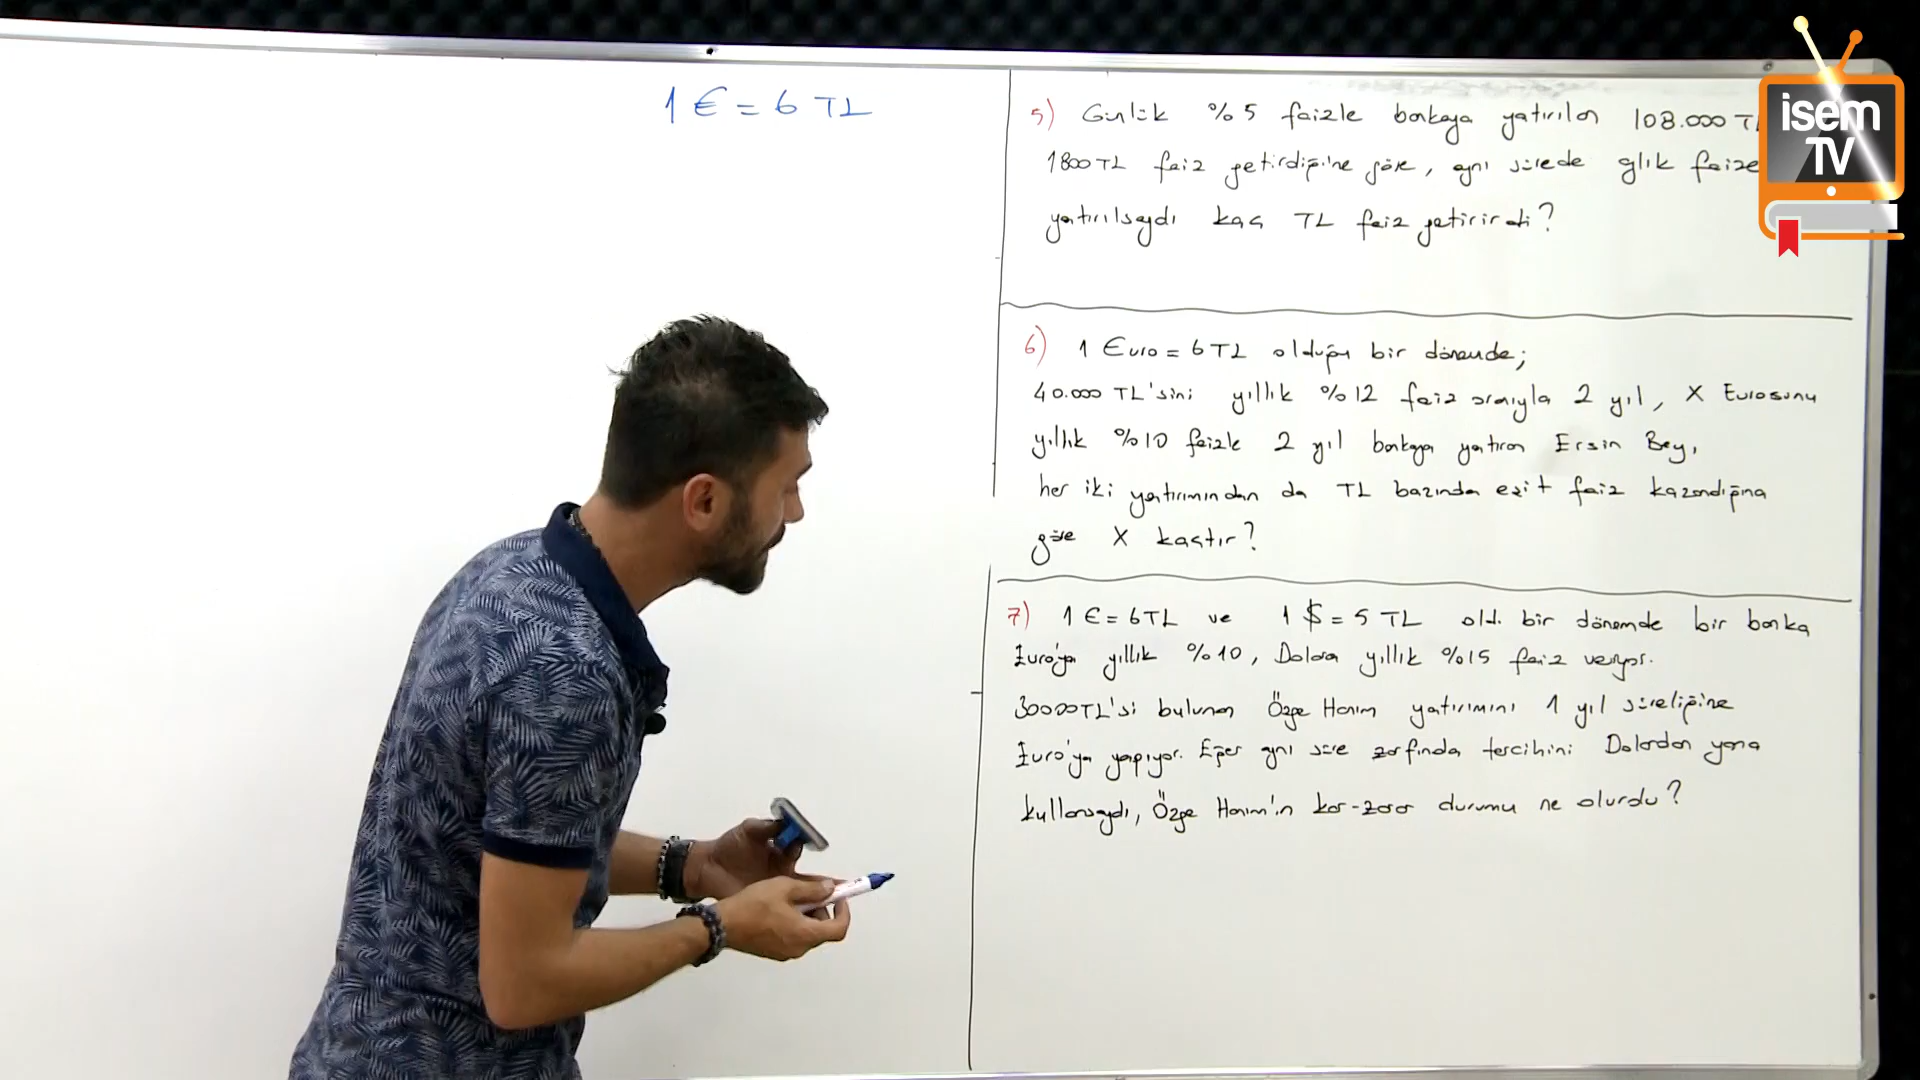 1 € = 6 TL
5) Günlük %5 faizle bankaya yatırılan 108.000 TL
1800 TL faiz getirdiğine göre, aynı sürede aylık faize
yatırılsaydı kaç TL faiz getirirdi?
6) 1 Euro = 6 TL olduğu bir dönemde;
40.000 TL'sini yıllık %12 faiz oranıyla 2 yıl, X Eurosunu
yıllık %10 faizle 2 yıl bankaya yatıran Ersin Bey,
her iki yatırımından da TL bazında eşit faiz kazandığına
göre X kaçtır?
7) 1 € = 6 TL ve 1 $ = 5 TL old. bir dönemde bir banka
Euro'ya yıllık %10, Dolara yıllık %15 faiz veriyor.
30000 TL'si bulunan Özge Hanım yatırımını 1 yıl süreliğine
Euro'ya yapıyor. Eğer aynı süre zarfında tercihini Dolardan yana
kullansaydı, Özge Hanım'ın kar-zarar durumu ne olurdu?
isem
TV